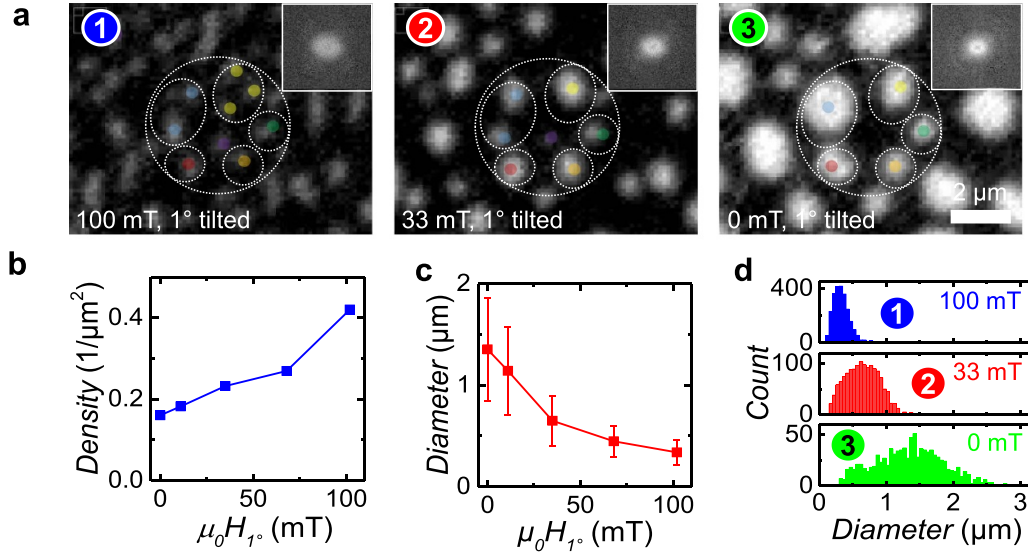 a
1
2
3
100 mT, 1° tilted
33 mT, 1° tilted
0 mT, 1° tilted
2 μm
b
Density (1/μm²)
0.4
0.2
0.0
0 50 100
μ₀H₁° (mT)
c
Diameter (μm)
2
1
0
0 50 100
μ₀H₁° (mT)
d
Count
400
0
1
100 mT
100
0
2
33 mT
50
0
3
0 mT
0 1 2 3
Diameter (μm)